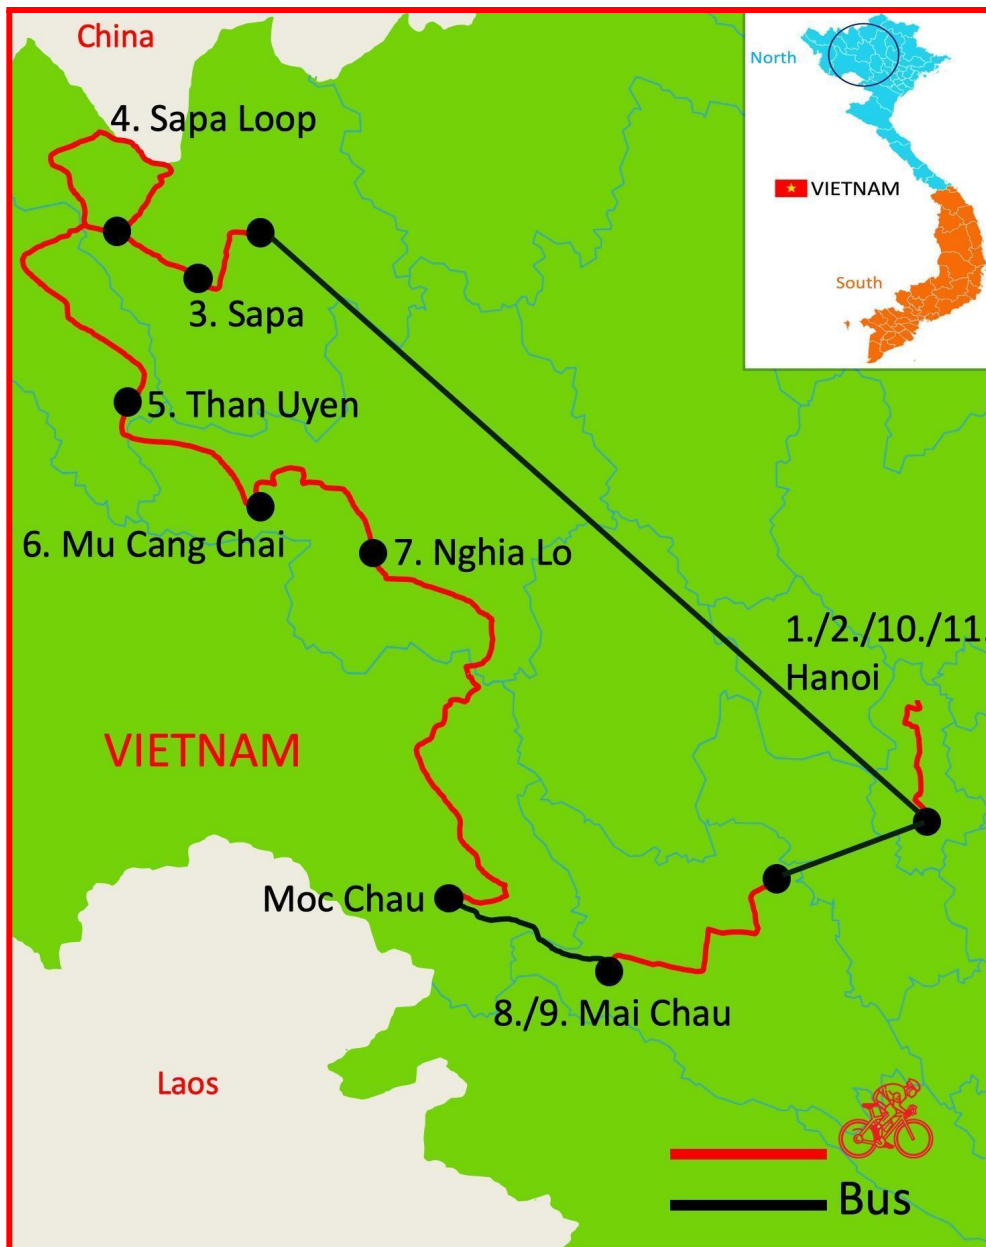 China
4. Sapa Loop
North
VIETNAM
South
3. Sapa
5. Than Uyen
6. Mu Cang Chai
7. Nghia Lo
1./2./10./11.
Hanoi
VIETNAM
Moc Chau
8./9. Mai Chau
Laos
Bus